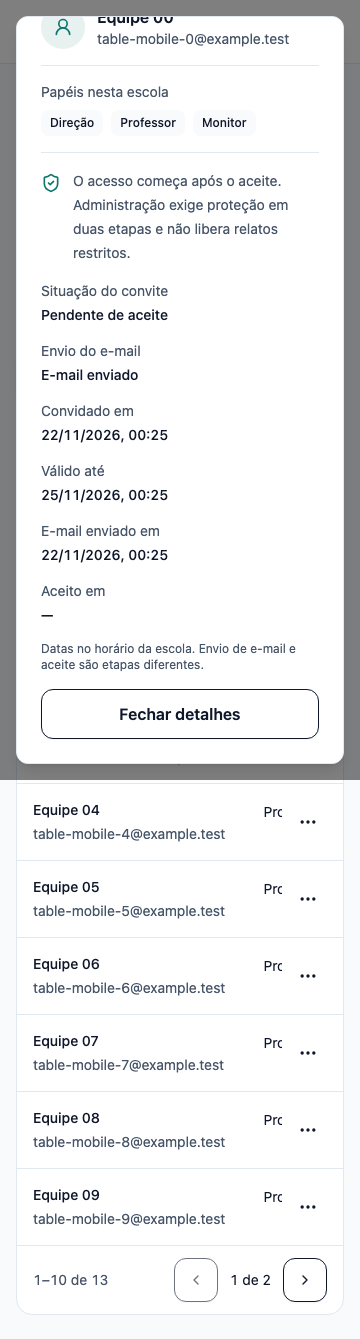 Equipe 00
table-mobile-0@example.test
Papéis nesta escola
Direção Professor Monitor
O acesso começa após o aceite.
Administração exige proteção em
duas etapas e não libera relatos
restritos.
Situação do convite
Pendente de aceite
Envio do e-mail
E-mail enviado
Convidado em
22/11/2026, 00:25
Válido até
25/11/2026, 00:25
E-mail enviado em
22/11/2026, 00:25
Aceito em
—
Datas no horário da escola. Envio de e-mail e
aceite são etapas diferentes.
Fechar detalhes
Equipe 04
table-mobile-4@example.test
Equipe 05
table-mobile-5@example.test
Equipe 06
table-mobile-6@example.test
Equipe 07
table-mobile-7@example.test
Equipe 08
table-mobile-8@example.test
Equipe 09
table-mobile-9@example.test
1–10 de 13 1 de 2